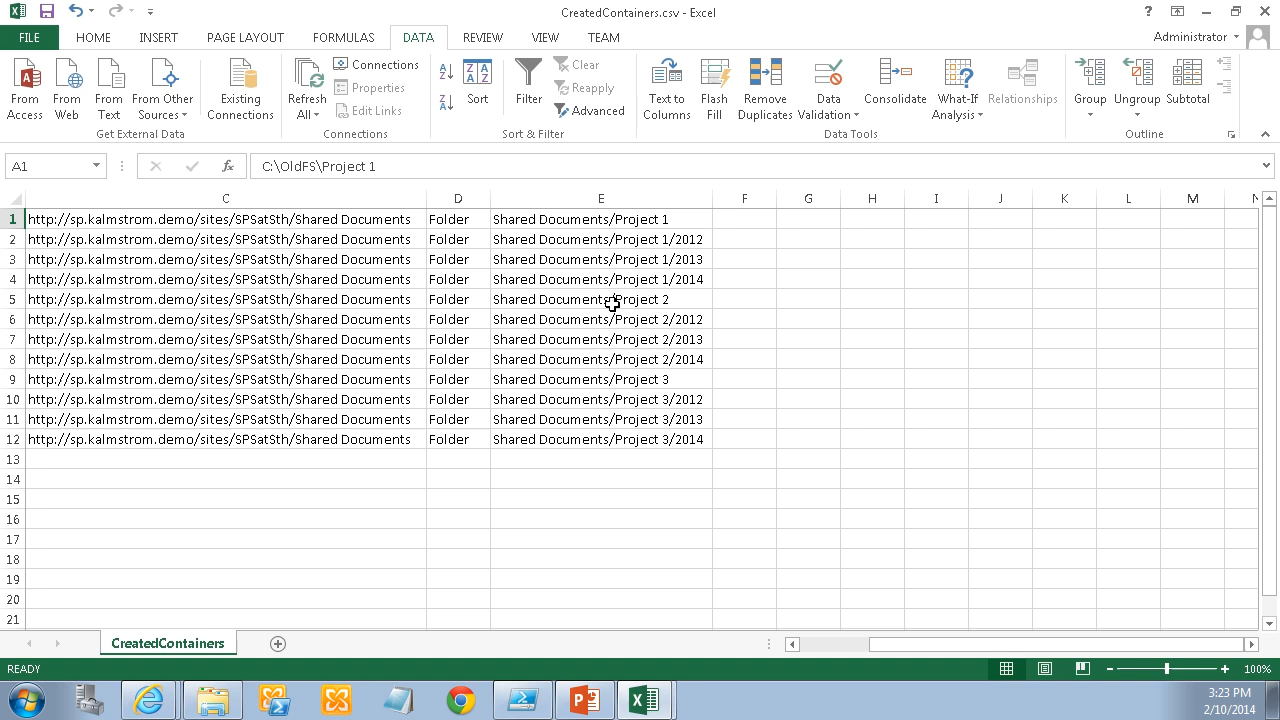 CreatedContainers.csv - Excel
FILE HOME INSERT PAGE LAYOUT FORMULAS DATA REVIEW VIEW TEAM Administrator
From Access
From Web
From Text
From Other Sources
Existing Connections
Get External Data
Refresh All
Connections
Properties
Edit Links
Connections
Sort
Filter
Clear
Reapply
Advanced
Sort & Filter
Text to Columns
Flash Fill
Remove Duplicates
Data Validation
Consolidate
What-If Analysis
Relationships
Data Tools
Group
Ungroup
Subtotal
Outline
A1 fx C:\OldFS\Project 1
C D E F G H I J K L M N
1 http://sp.kalmstrom.demo/sites/SPSatSth/Shared Documents Folder Shared Documents/Project 1
2 http://sp.kalmstrom.demo/sites/SPSatSth/Shared Documents Folder Shared Documents/Project 1/2012
3 http://sp.kalmstrom.demo/sites/SPSatSth/Shared Documents Folder Shared Documents/Project 1/2013
4 http://sp.kalmstrom.demo/sites/SPSatSth/Shared Documents Folder Shared Documents/Project 1/2014
5 http://sp.kalmstrom.demo/sites/SPSatSth/Shared Documents Folder Shared Documents/Project 2
6 http://sp.kalmstrom.demo/sites/SPSatSth/Shared Documents Folder Shared Documents/Project 2/2012
7 http://sp.kalmstrom.demo/sites/SPSatSth/Shared Documents Folder Shared Documents/Project 2/2013
8 http://sp.kalmstrom.demo/sites/SPSatSth/Shared Documents Folder Shared Documents/Project 2/2014
9 http://sp.kalmstrom.demo/sites/SPSatSth/Shared Documents Folder Shared Documents/Project 3
10 http://sp.kalmstrom.demo/sites/SPSatSth/Shared Documents Folder Shared Documents/Project 3/2012
11 http://sp.kalmstrom.demo/sites/SPSatSth/Shared Documents Folder Shared Documents/Project 3/2013
12 http://sp.kalmstrom.demo/sites/SPSatSth/Shared Documents Folder Shared Documents/Project 3/2014
13
14
15
16
17
18
19
20
21
CreatedContainers
READY 100%
3:23 PM
2/10/2014